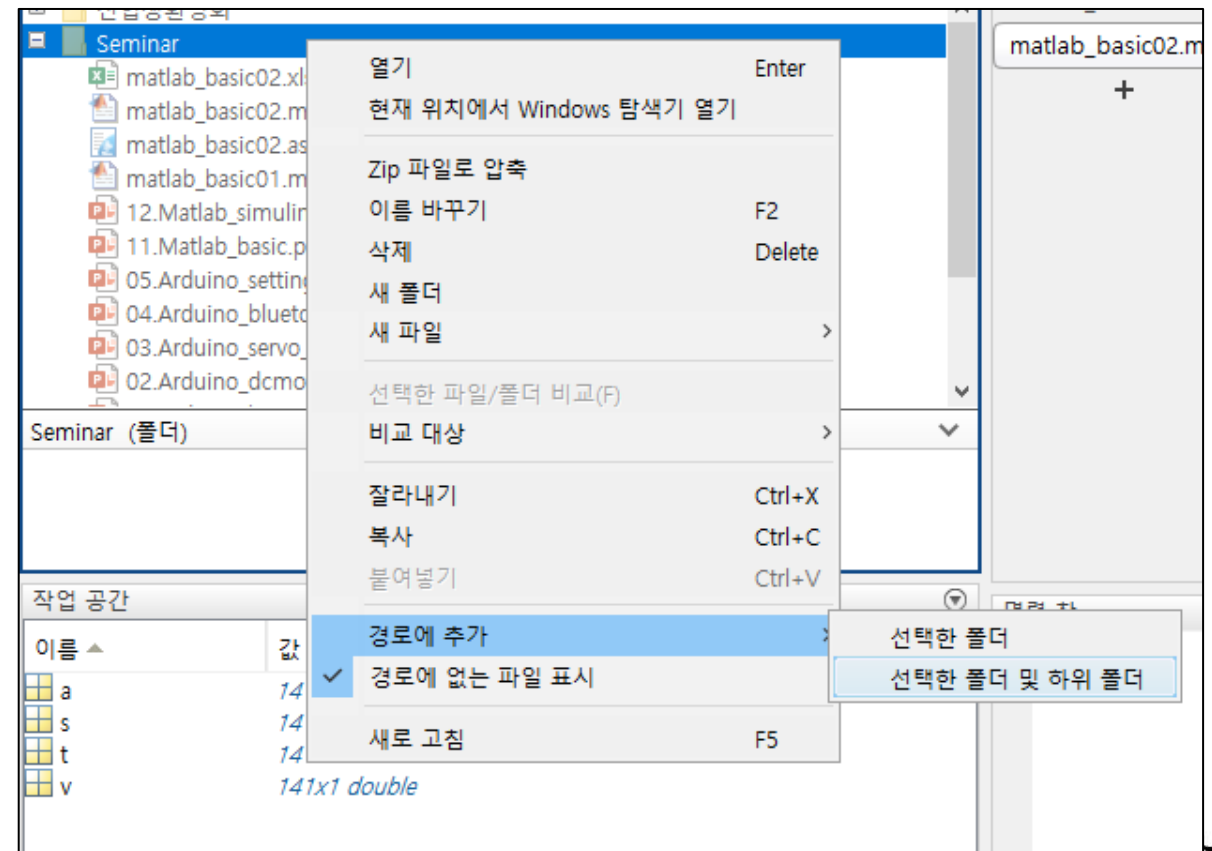 Seminar
matlab_basic02.xls
matlab_basic02.m
matlab_basic02.as
matlab_basic01.m
12.Matlab_simulin
11.Matlab_basic.p
05.Arduino_setting
04.Arduino_blueto
03.Arduino_servo_
02.Arduino_dcmo
Seminar (폴더)
작업 공간
이름
값
a
14
s
14
t
14
v
141x1 double
열기 Enter
현재 위치에서 Windows 탐색기 열기
Zip 파일로 압축
이름 바꾸기 F2
삭제 Delete
새 폴더
새 파일
선택한 파일/폴더 비교(F)
비교 대상
잘라내기 Ctrl+X
복사 Ctrl+C
붙여넣기 Ctrl+V
경로에 추가
경로에 없는 파일 표시
새로 고침 F5
선택한 폴더
선택한 폴더 및 하위 폴더
matlab_basic02.m
+